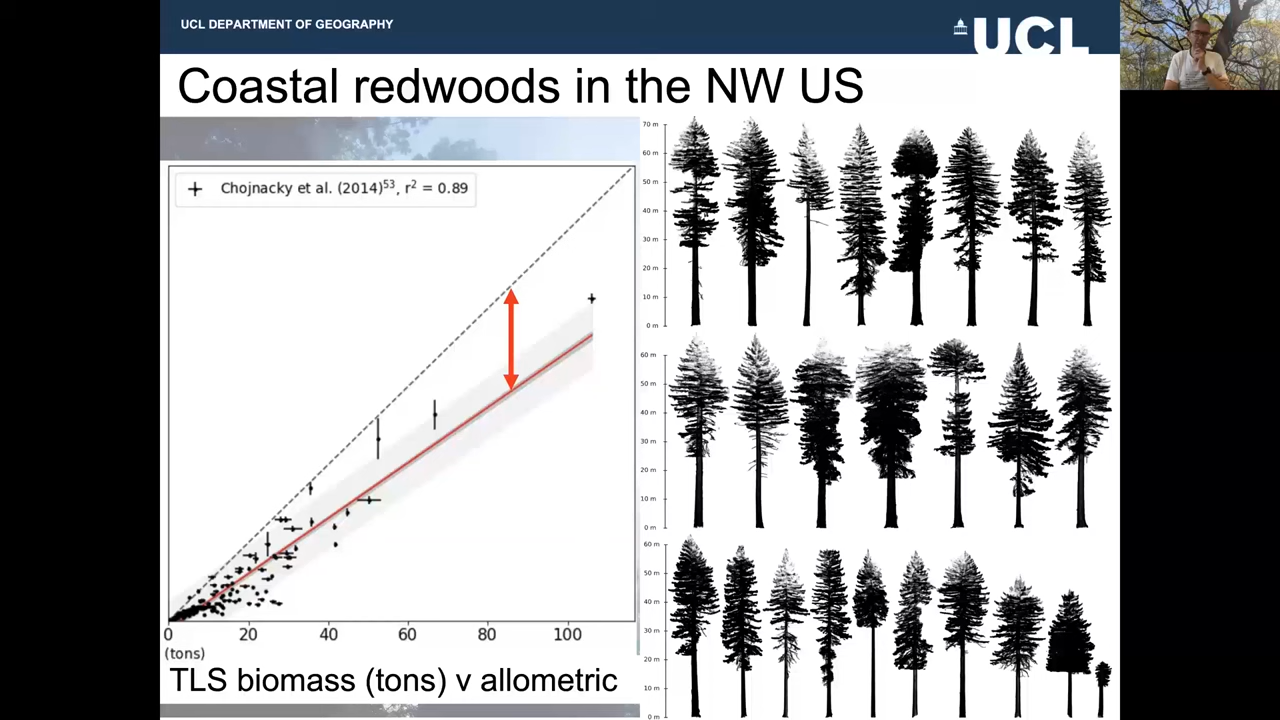 UCL DEPARTMENT OF GEOGRAPHY
UCL
Coastal redwoods in the NW US
Chojnacky et al. (2014)⁵³, r² = 0.89
0 20 40 60 80 100
(tons)
TLS biomass (tons) v allometric
70 m
60 m
50 m
40 m
30 m
20 m
10 m
0 m
60 m
50 m
40 m
30 m
20 m
10 m
0 m
60 m
50 m
40 m
30 m
20 m
10 m
0 m